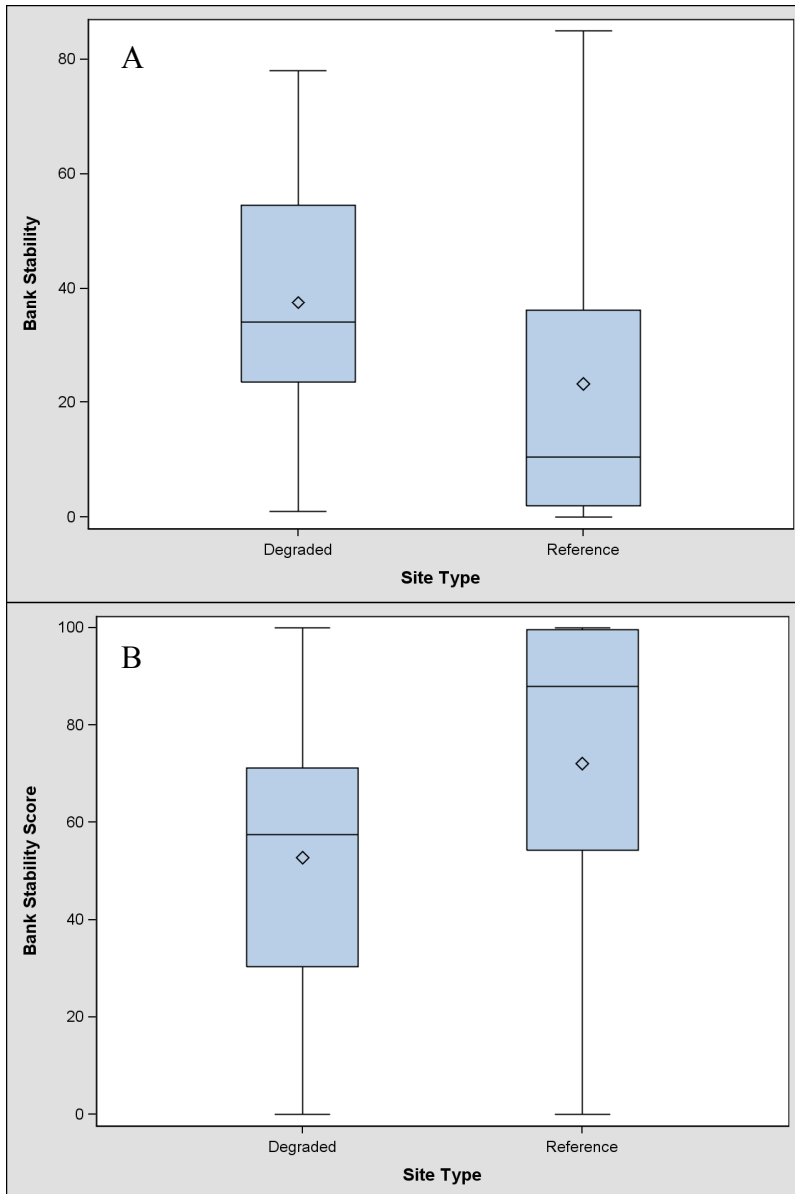 A
80
60
40
20
0
Bank Stability
Degraded Reference
Site Type
B
100
80
60
40
20
0
Bank Stability Score
Degraded Reference
Site Type